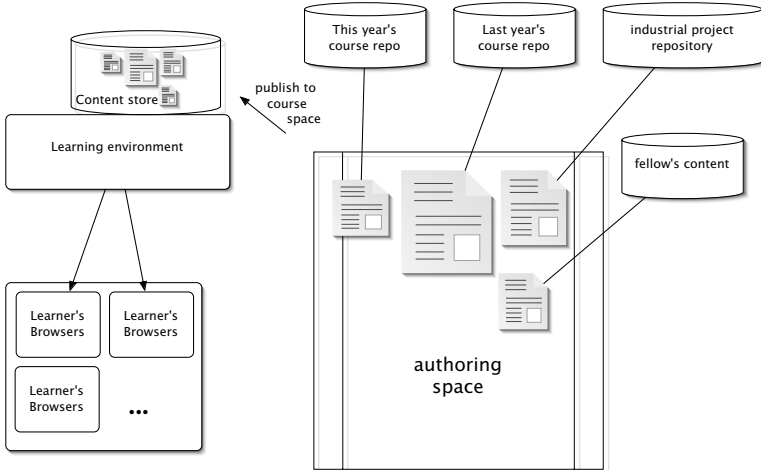 This year's
course repo
Last year's
course repo
industrial project
repository
Content store
publish to
course
space
Learning environment
fellow's content
Learner's
Browsers
Learner's
Browsers
Learner's
Browsers
...
authoring
space